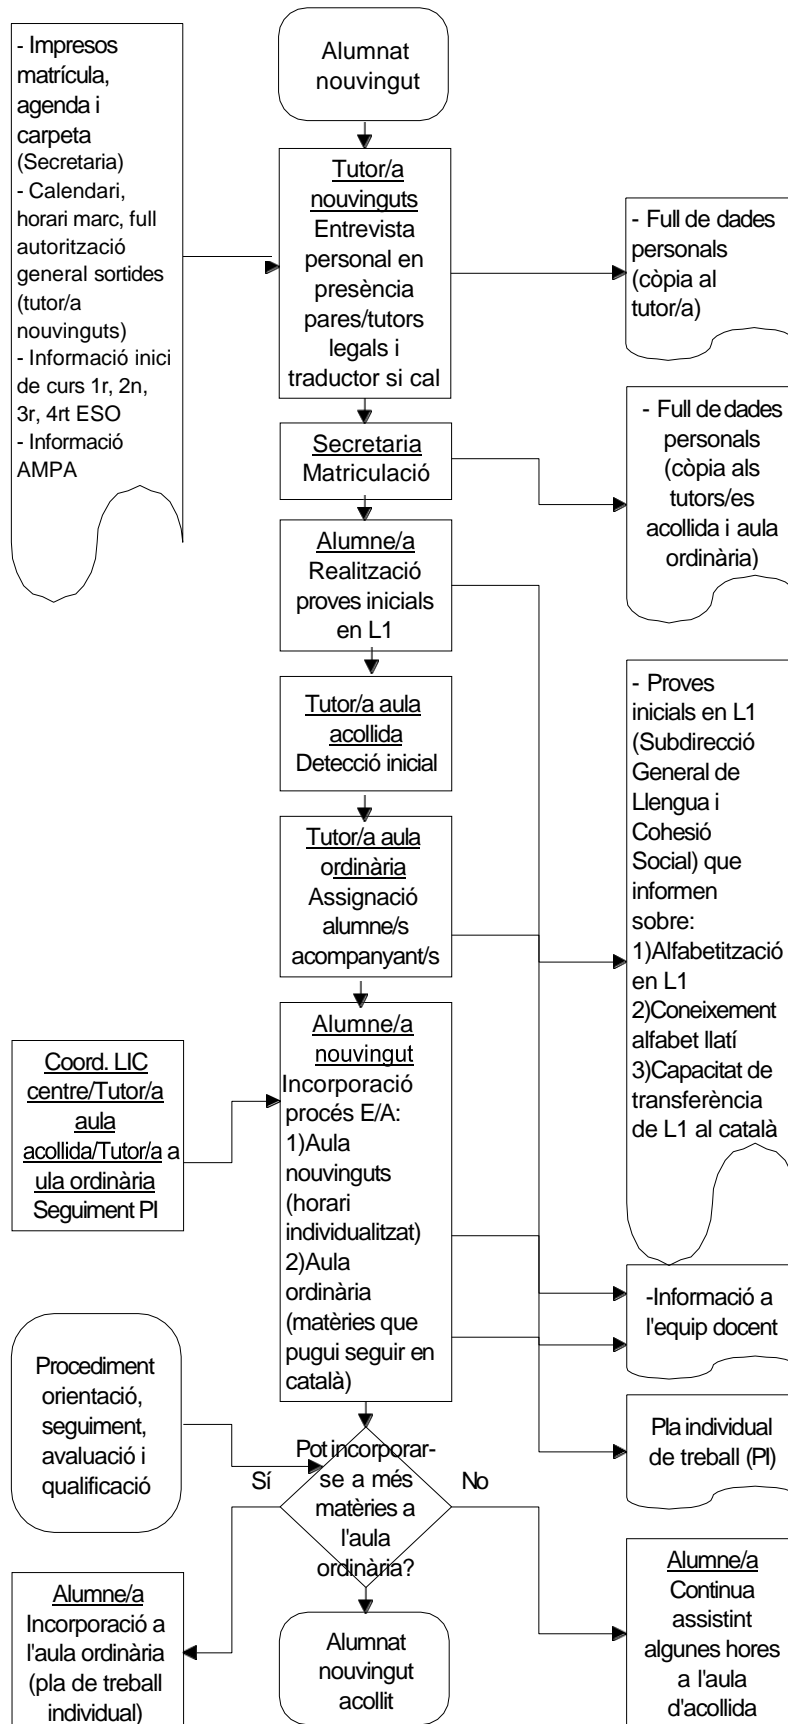 - Impresos
matrícula,
agenda i
carpeta
(Secretaria)
- Calendari,
horari marc, full
autorització
general sortides
(tutor/a
nouvinguts)
- Informació inici
de curs 1r, 2n,
3r, 4rt ESO
- Informació
AMPA
Alumnat
nouvingut
Tutor/a
nouvinguts
Entrevista
personal en
presència
pares/tutors
legals i
traductor si cal
- Full de dades
personals
(còpia al
tutor/a)
Secretaria
Matriculació
- Full de dades
personals
(còpia als
tutors/es
acollida i aula
ordinària)
Alumne/a
Realització
proves inicials
en L1
Tutor/a aula
acollida
Detecció inicial
Tutor/a aula
ordinària
Assignació
alumne/s
acompanyant/s
- Proves
inicials en L1
(Subdirecció
General de
Llengua i
Cohesió
Social) que
informen
sobre:
1)Alfabetització
en L1
2)Coneixement
alfabet llatí
3)Capacitat de
transferència
de L1 al català
Coord. LIC
centre/Tutor/a
aula
acollida/Tutor/a a
ula ordinària
Seguiment PI
Alumne/a
nouvingut
Incorporació
procés E/A:
1)Aula
nouvinguts
(horari
individualitzat)
2)Aula
ordinària
(matèries que
pugui seguir en
català)
-Informació a
l'equip docent
Pla individual
de treball (PI)
Procediment
orientació,
seguiment,
avaluació i
qualificació
Pot incorporar-
se a més
matèries a
l'aula
ordinària?
Sí
No
Alumne/a
Incorporació a
l'aula ordinària
(pla de treball
individual)
Alumnat
nouvingut
acollit
Alumne/a
Continua
assistint
algunes hores
a l'aula
d'acollida